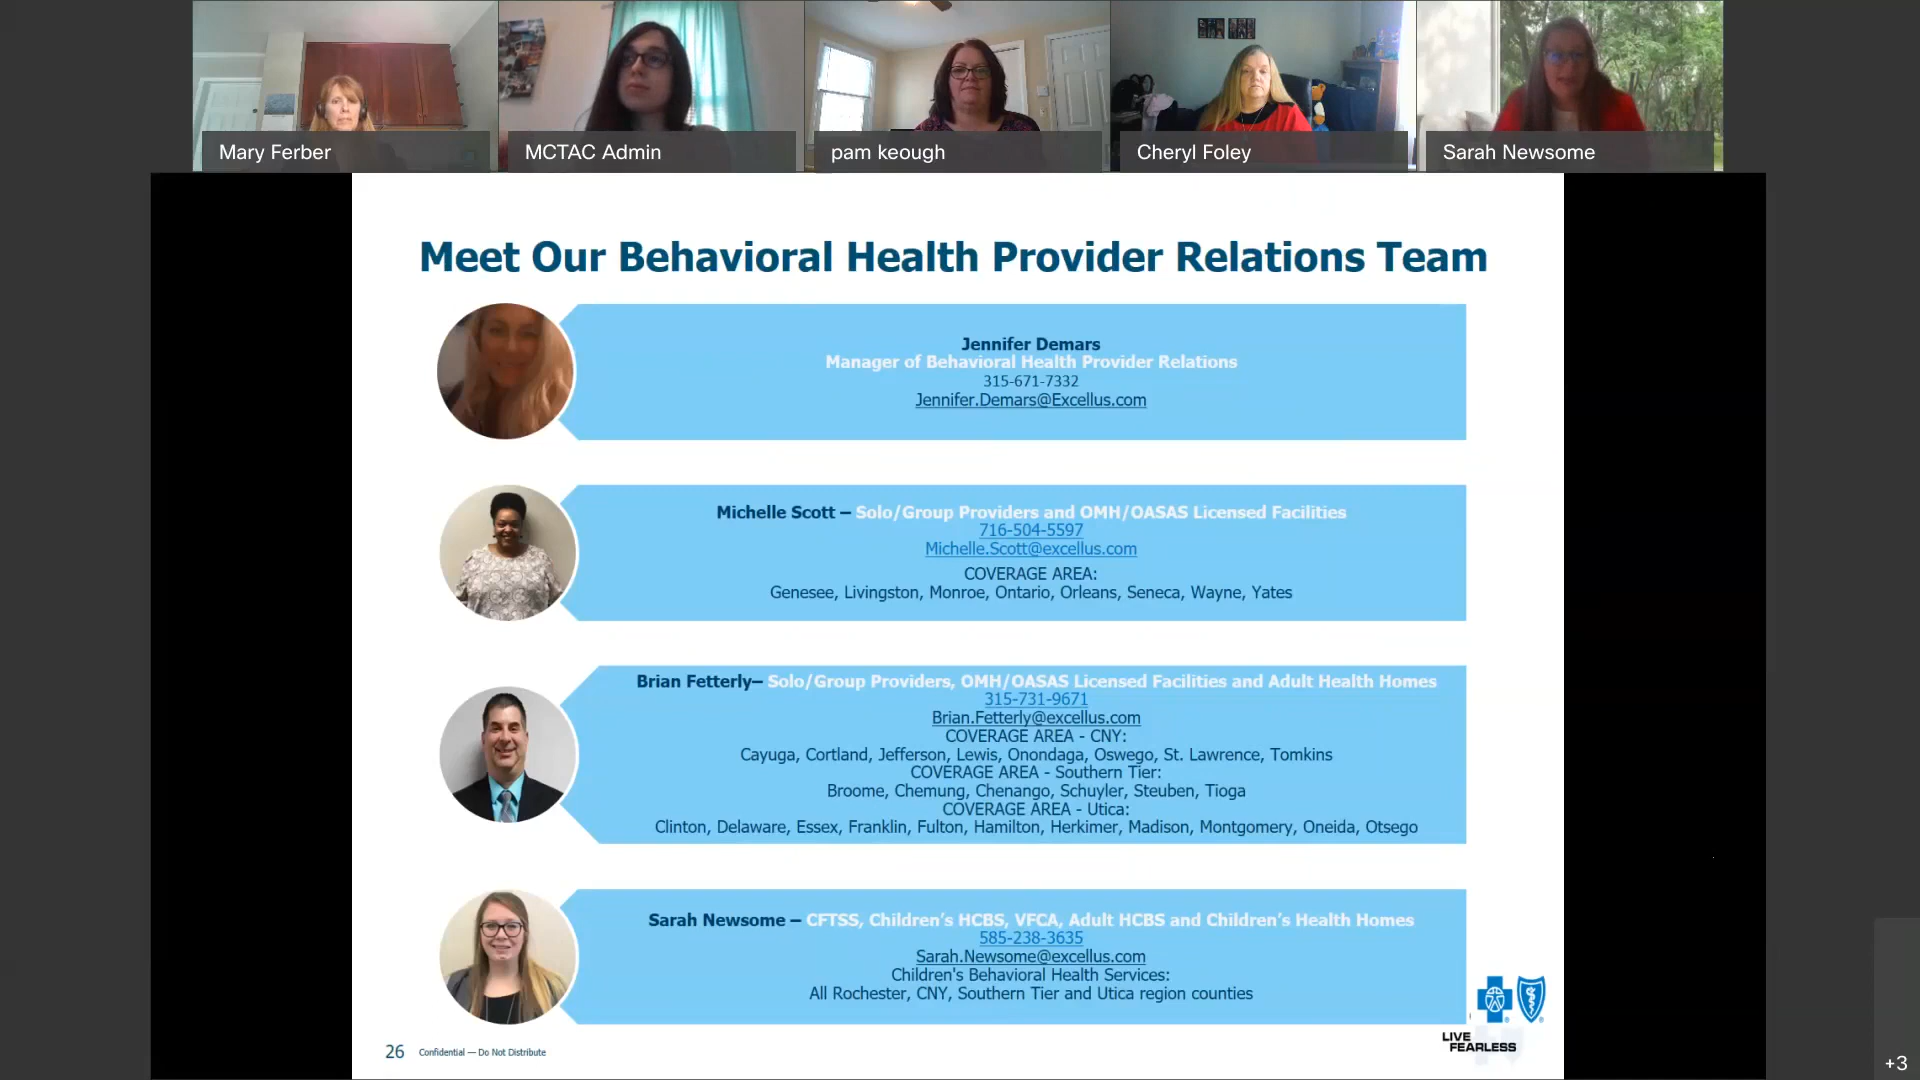 Mary Ferber
MCTAC Admin
pam keough
Cheryl Foley
Sarah Newsome
Meet Our Behavioral Health Provider Relations Team
Jennifer Demars
Manager of Behavioral Health Provider Relations
315-671-7332
Jennifer.Demars@Excellus.com
Michelle Scott – Solo/Group Providers and OMH/OASAS Licensed Facilities
716-504-5597
Michelle.Scott@excellus.com
COVERAGE AREA:
Genesee, Livingston, Monroe, Ontario, Orleans, Seneca, Wayne, Yates
Brian Fetterly– Solo/Group Providers, OMH/OASAS Licensed Facilities and Adult Health Homes
315-731-9671
Brian.Fetterly@excellus.com
COVERAGE AREA - CNY:
Cayuga, Cortland, Jefferson, Lewis, Onondaga, Oswego, St. Lawrence, Tomkins
COVERAGE AREA - Southern Tier:
Broome, Chemung, Chenango, Schuyler, Steuben, Tioga
COVERAGE AREA - Utica:
Clinton, Delaware, Essex, Franklin, Fulton, Hamilton, Herkimer, Madison, Montgomery, Oneida, Otsego
Sarah Newsome – CFTSS, Children’s HCBS, VFCA, Adult HCBS and Children’s Health Homes
585-238-3635
Sarah.Newsome@excellus.com
Children's Behavioral Health Services:
All Rochester, CNY, Southern Tier and Utica region counties
LIVE
FEARLESS
26 Confidential — Do Not Distribute
+3